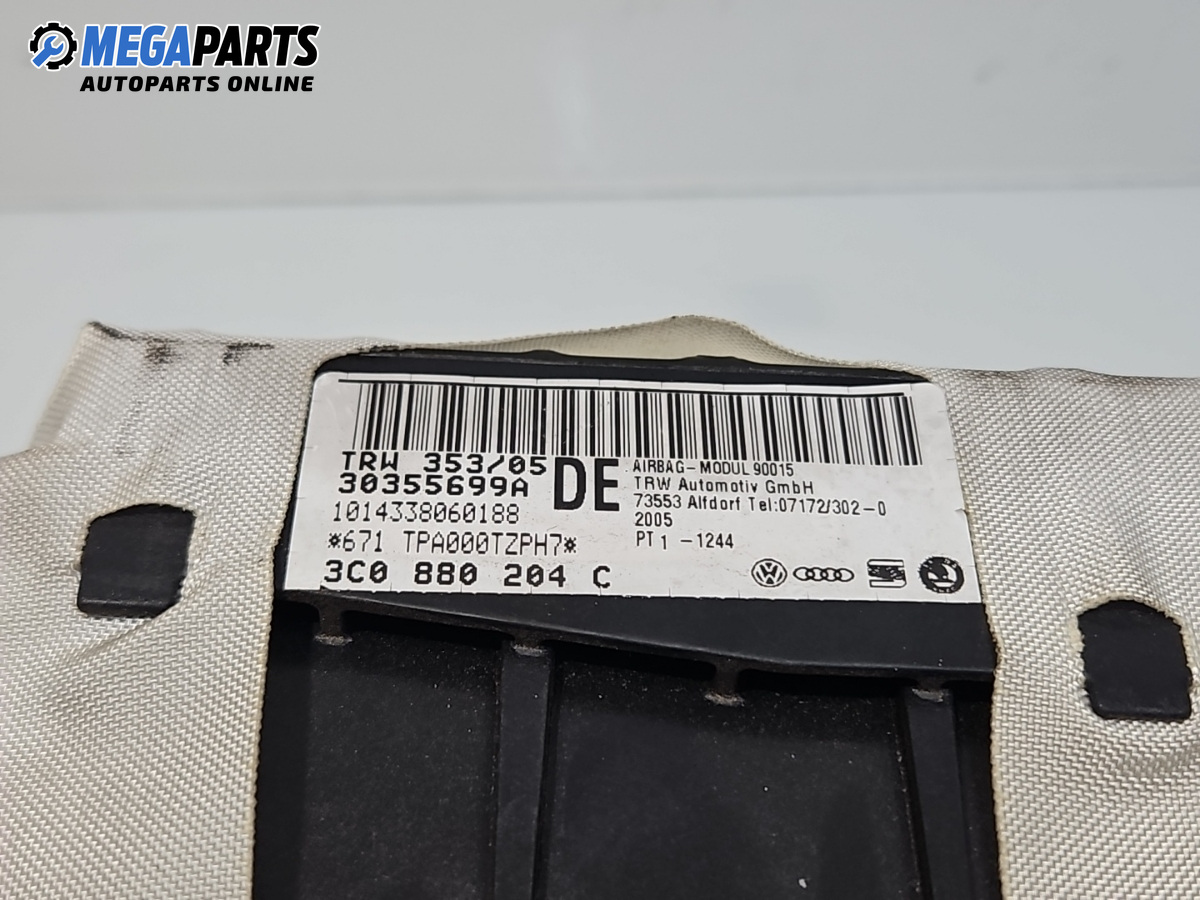 MEGAPARTS
AUTOPARTS ONLINE
TRW 353/05
30355699A
DE
1014338060188
*671 TPA000TZPH7*
3C0 880 204 C
AIRBAG-MODUL 90015
TRW Automotiv GmbH
73553 Alfdorf Tel:07172/302-0
2005
PT 1 -1244